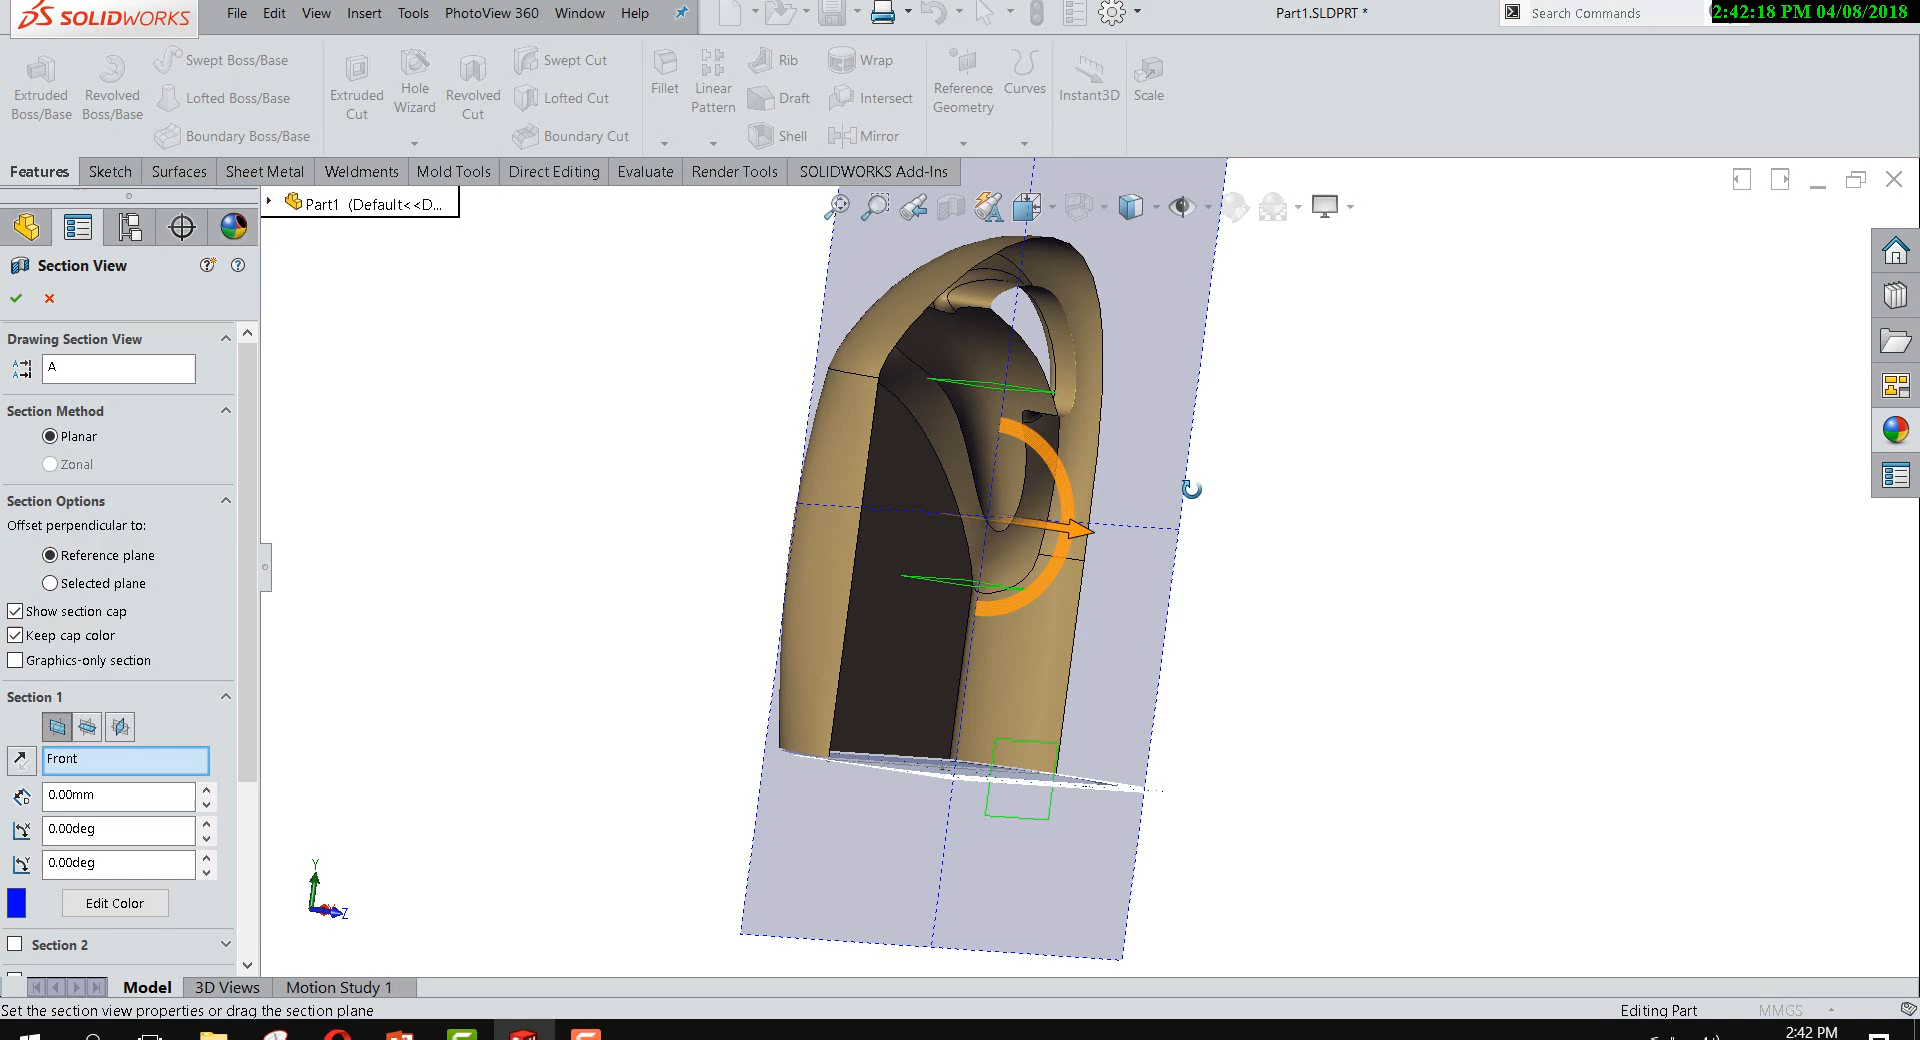 SOLIDWORKS
File Edit View Insert Tools PhotoView 360 Window Help
Part1.SLDPRT *
Search Commands
2:42:18 PM 04/08/2018
Extruded Boss/Base
Revolved Boss/Base
Swept Boss/Base
Lofted Boss/Base
Boundary Boss/Base
Extruded Cut
Hole Wizard
Revolved Cut
Swept Cut
Lofted Cut
Boundary Cut
Fillet
Linear Pattern
Rib
Draft
Shell
Wrap
Intersect
Mirror
Reference Geometry
Curves
Instant3D
Scale
Features Sketch Surfaces Sheet Metal Weldments Mold Tools Direct Editing Evaluate Render Tools SOLIDWORKS Add-Ins
Part1 (Default<<D...
Section View
Drawing Section View
A
Section Method
Planar
Zonal
Section Options
Offset perpendicular to:
Reference plane
Selected plane
Show section cap
Keep cap color
Graphics-only section
Section 1
Front
0.00mm
0.00deg
0.00deg
Edit Color
Section 2
Y
Z
Model 3D Views Motion Study 1
Set the section view properties or drag the section plane
Editing Part
MMGS
2:42 PM